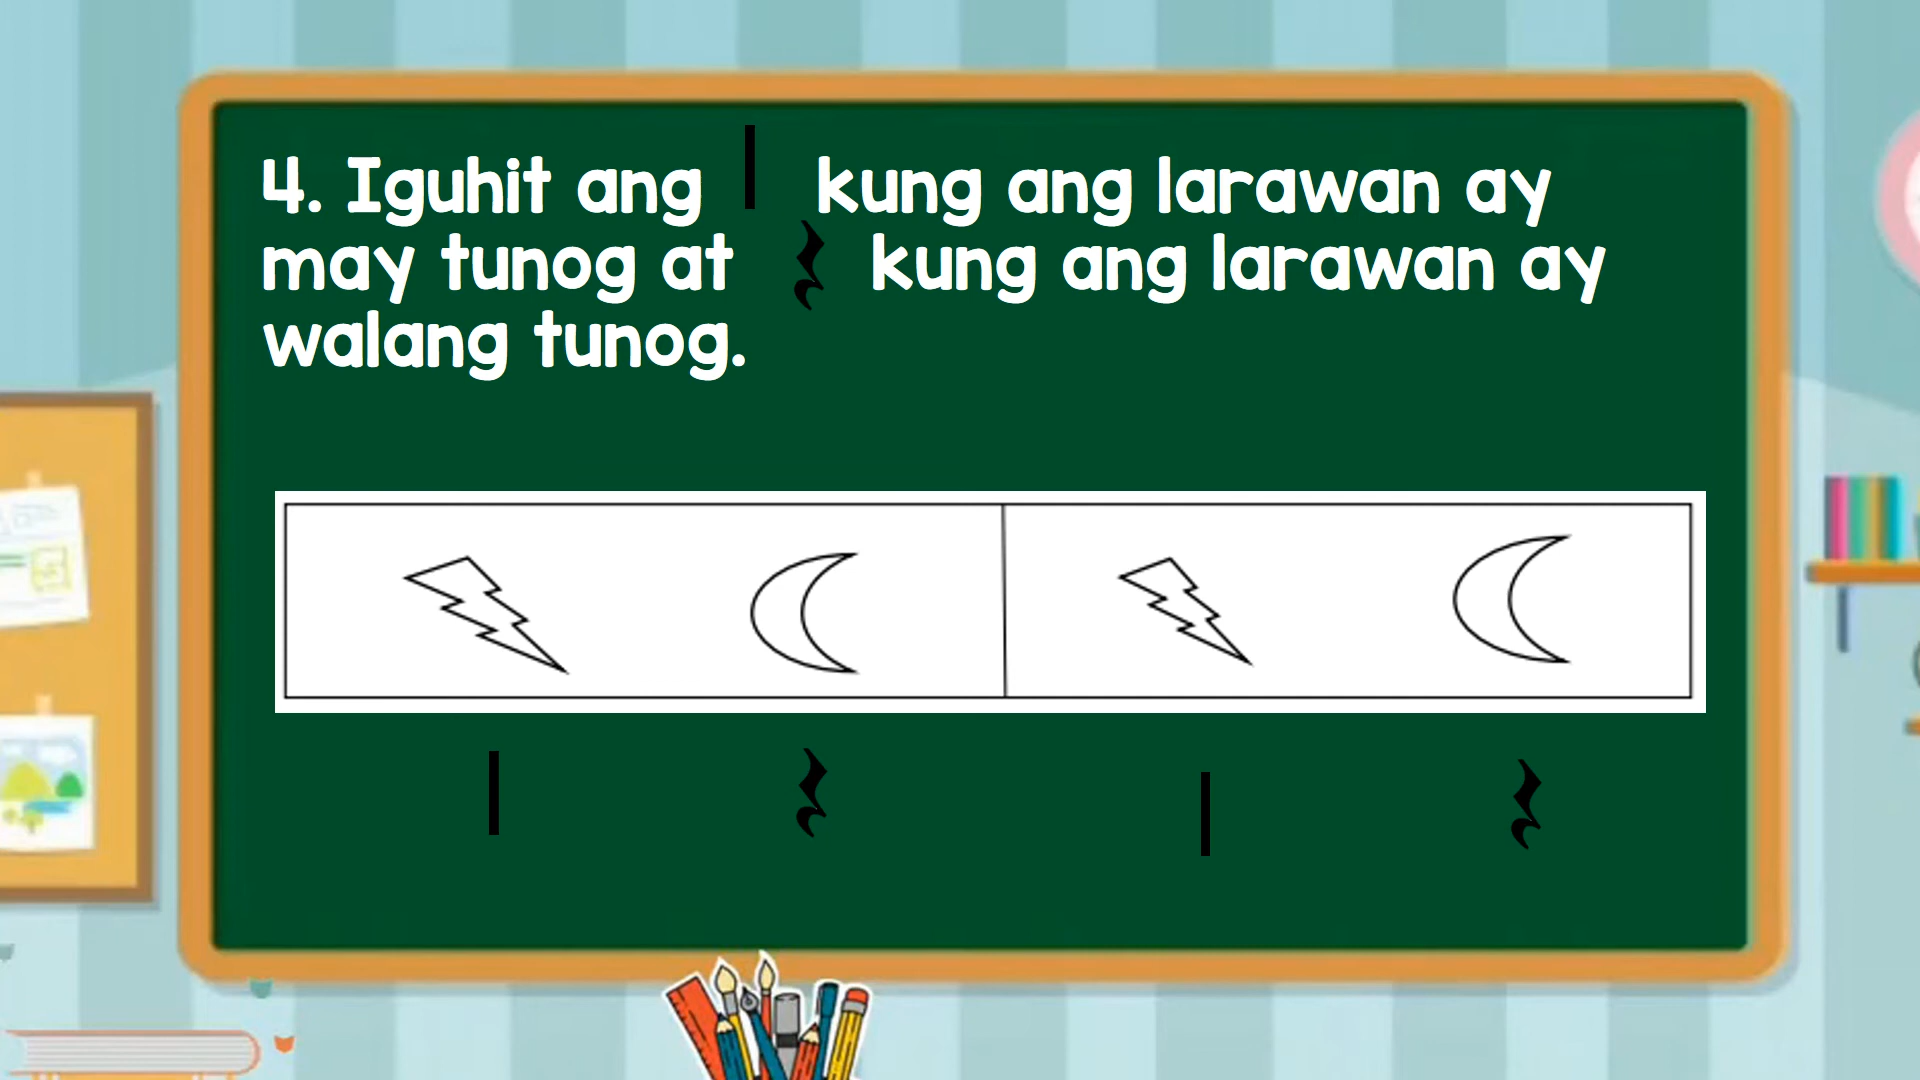 4. Iguhit ang | kung ang larawan ay
may tunog at 𝄽 kung ang larawan ay
walang tunog.
| 𝄽 | 𝄽